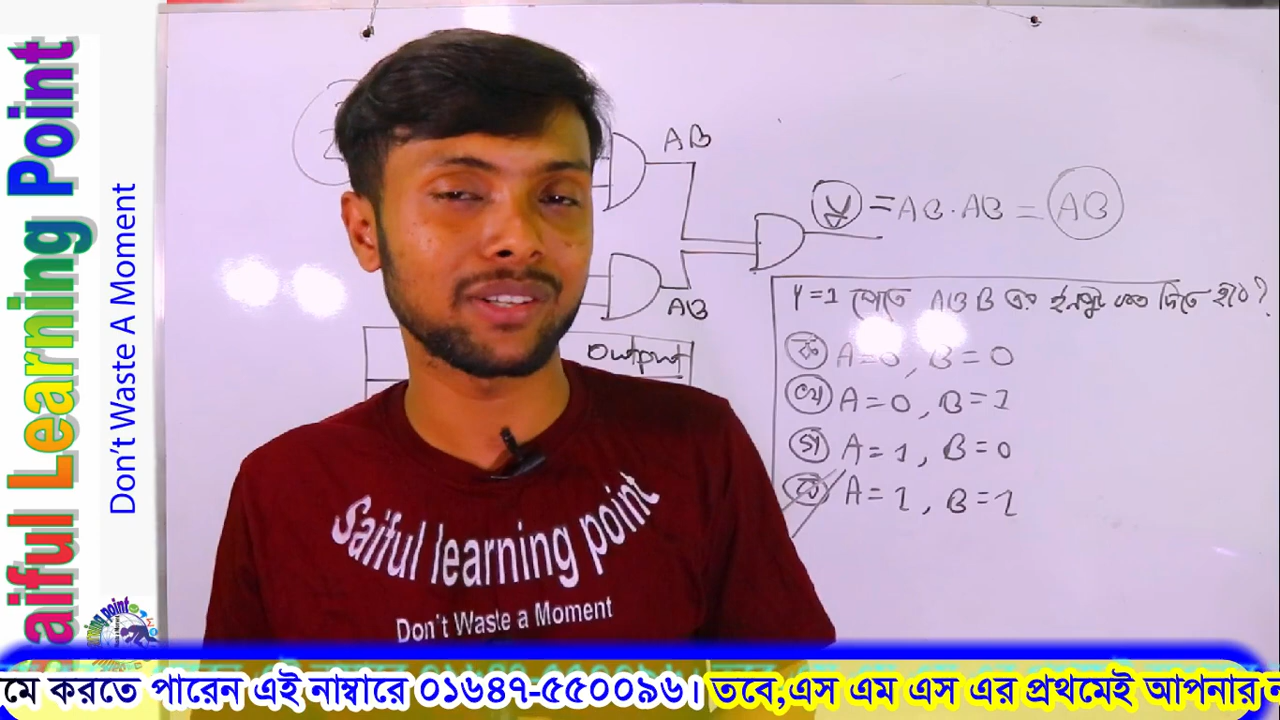 Saiful Learning Point
Don't Waste A Moment
AB
y = AB. AB = AB
AB
Output
Y=1 পেতে A ও B এর ইনপুট কত দিতে হবে?
ক A=0, B=0
খ A=0, B=1
গ A=1, B=0
ঘ A=1, B=1
Saiful learning point
Don't Waste a Moment
মে করতে পারেন এই নাম্বারে ০১৬৪৭-৫৫০০৯৬। তবে,এস এম এস এর প্রথমেই আপনার